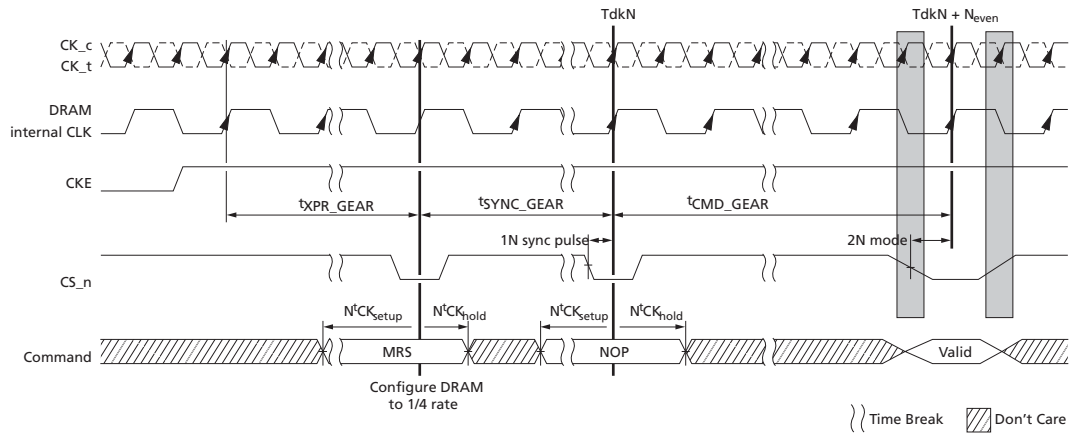 TdkN
TdkN + Neven
CK_c
CK_t
DRAM
internal CLK
CKE
tXPR_GEAR
tSYNC_GEAR
tCMD_GEAR
1N sync pulse
2N mode
CS_n
NtCKsetup
NtCKhold
NtCKsetup
NtCKhold
Command
MRS
NOP
Valid
Configure DRAM
to 1/4 rate
Time Break
Don't Care